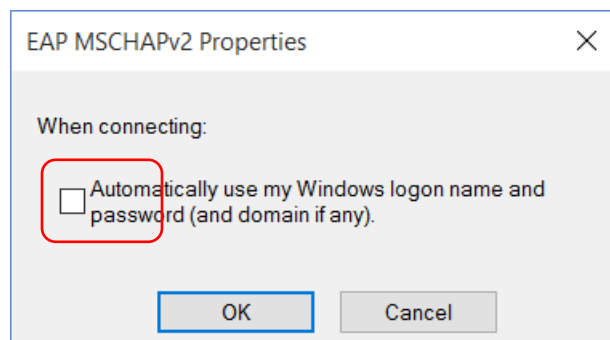 EAP MSCHAPv2 Properties
When connecting:
Automatically use my Windows logon name and
password (and domain if any).
OK Cancel